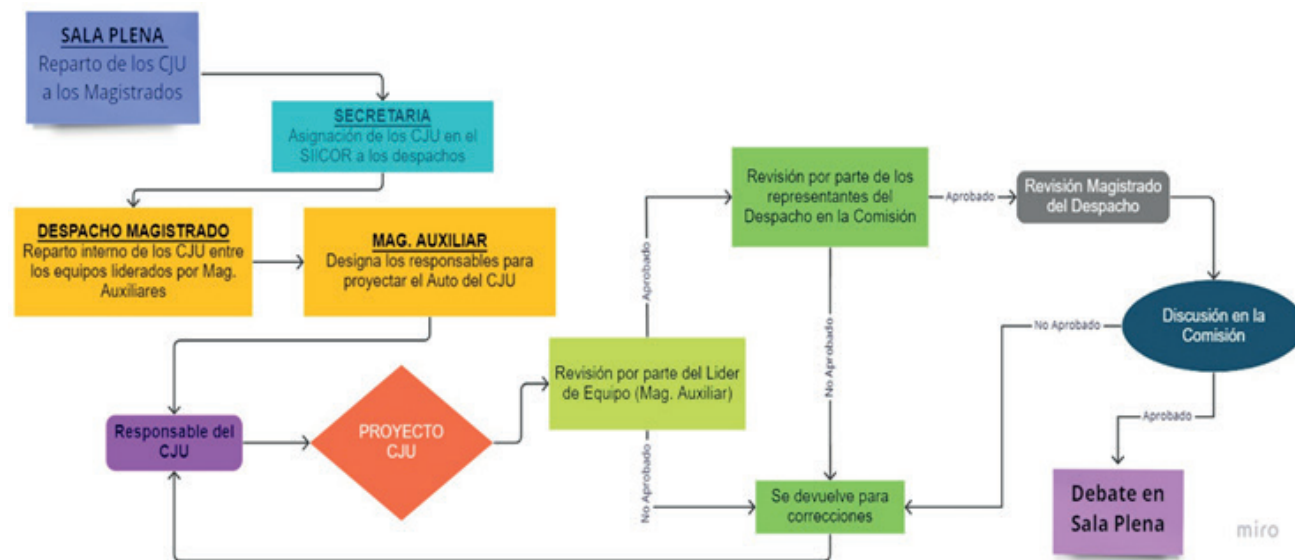 SALA PLENA
Reparto de los CJU
a los Magistrados
SECRETARIA
Asignación de los CJU en el
SIICOR a los despachos
DESPACHO MAGISTRADO
Reparto interno de los CJU entre
los equipos liderados por Mag.
Auxiliares
MAG. AUXILIAR
Designa los responsables para
proyectar el Auto del CJU
Responsable del
CJU
PROYECTO
CJU
Revisión por parte del Lider
de Equipo (Mag. Auxiliar)
Aprobado
No Aprobado
Revisión por parte de los
representantes del
Despacho en la Comisión
Aprobado
No Aprobado
Revisión Magistrado
del Despacho
Discusión en la
Comisión
No Aprobado
Aprobado
Se devuelve para
correcciones
Debate en
Sala Plena
miro